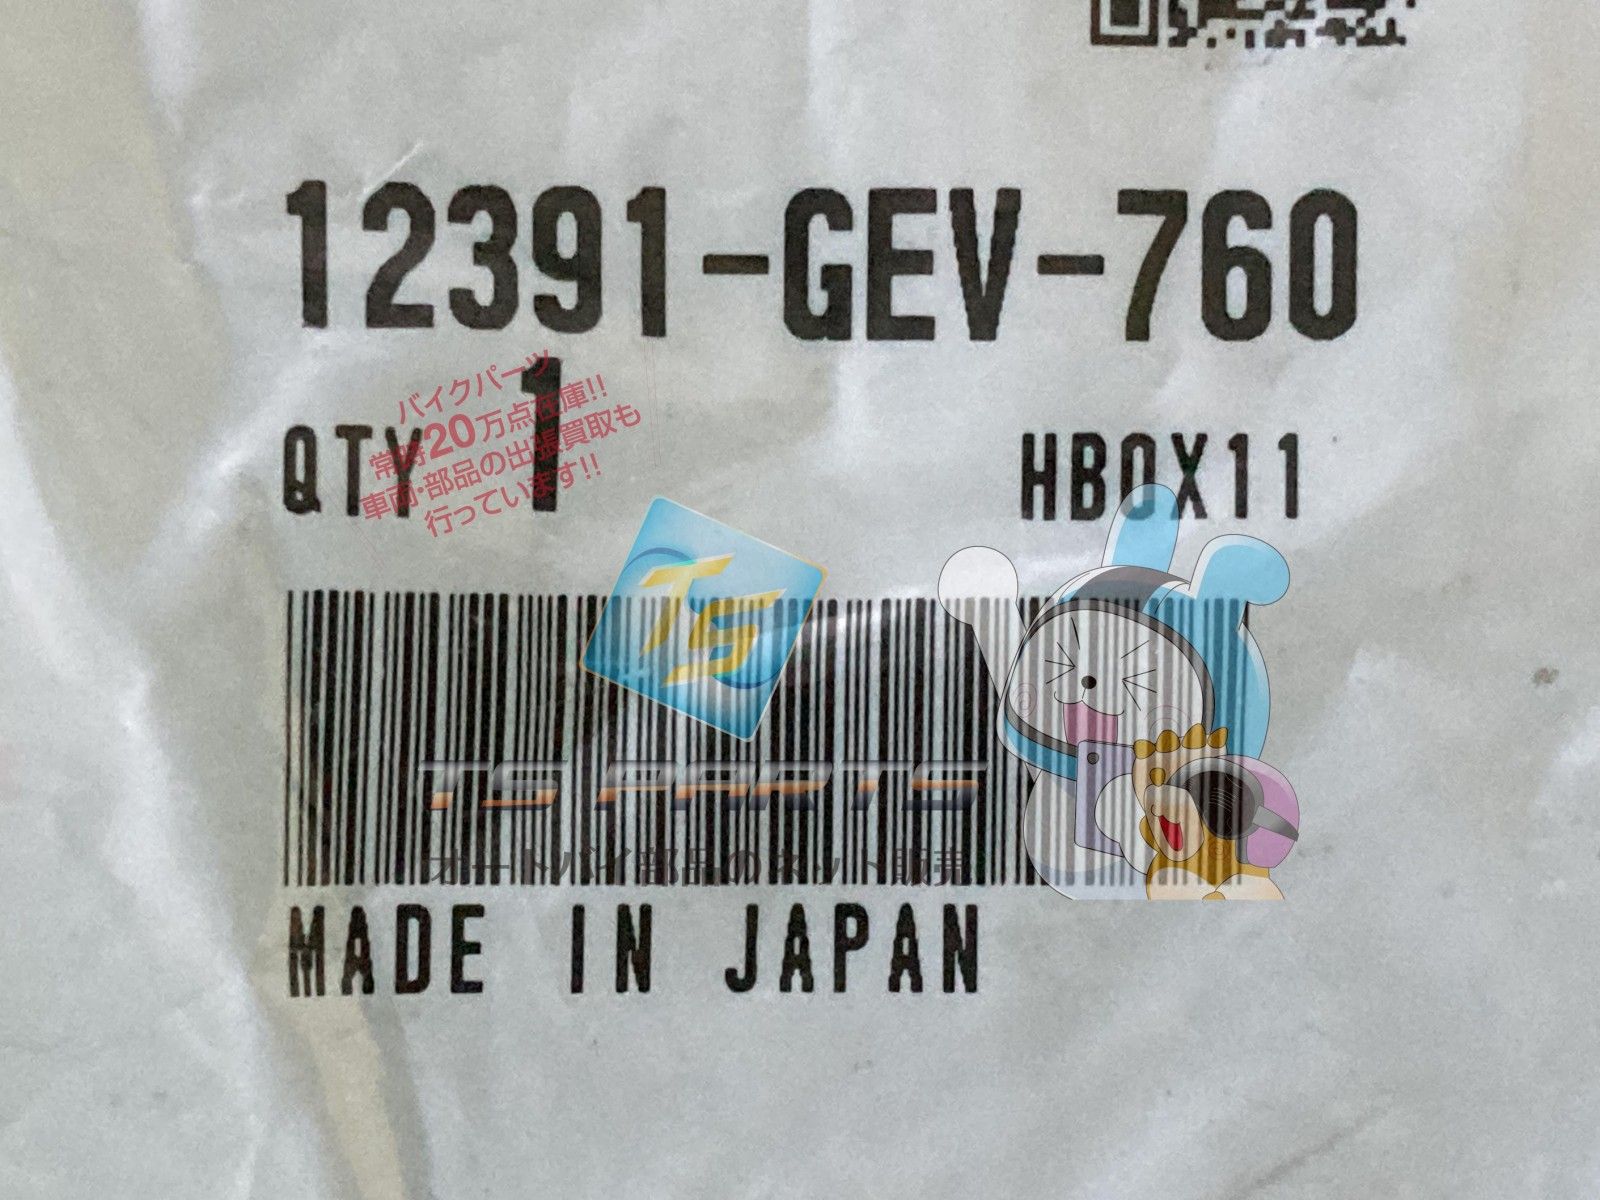 12391-GEV-760
バイクパーツ
常時20万点在庫!!
車両・部品の出張買取も
行っています!!
QTY 1
HBOX11
TS
TS PARTS
オートバイ部品のネット販売
MADE IN JAPAN